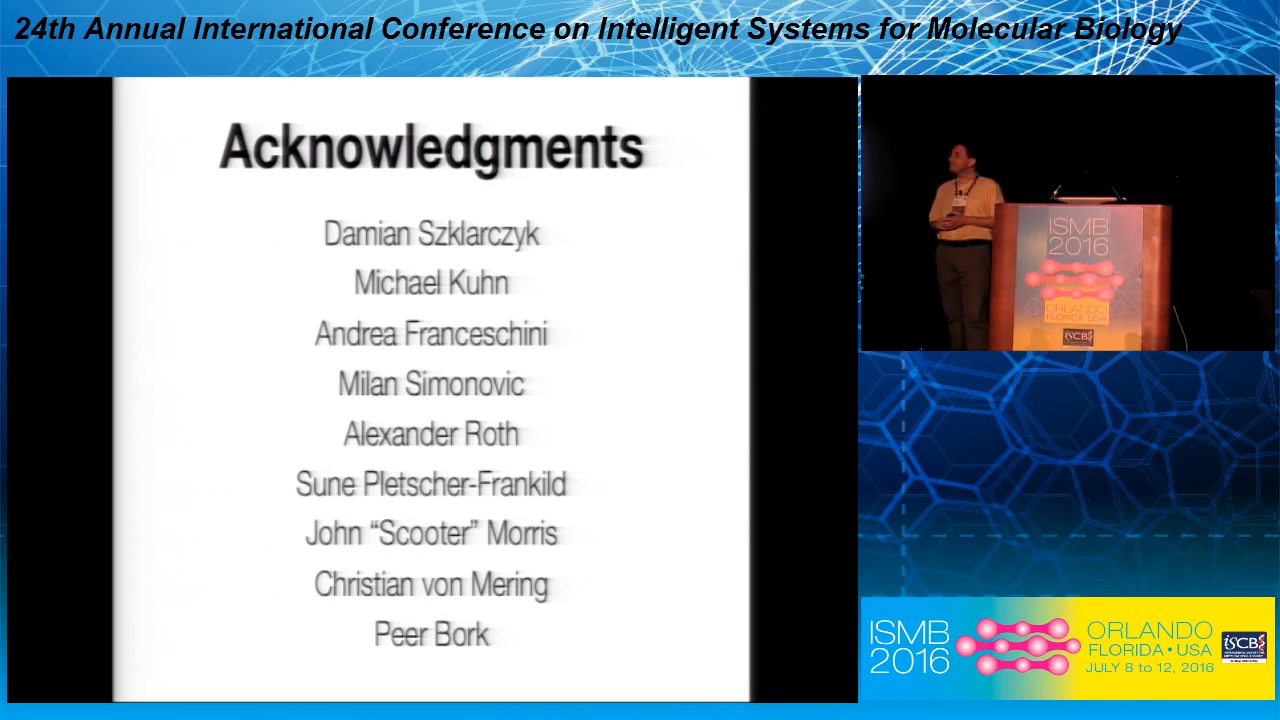 24th Annual International Conference on Intelligent Systems for Molecular Biology
Acknowledgments
Damian Szklarczyk
Michael Kuhn
Andrea Franceschini
Milan Simonovic
Alexander Roth
Sune Pletscher-Frankild
John “Scooter” Morris
Christian von Mering
Peer Bork
ISMB
2016
ORLANDO
FLORIDA USA
ISCB
ISMB
2016
ORLANDO
FLORIDA • USA
JULY 8 to 12, 2016
ISCB